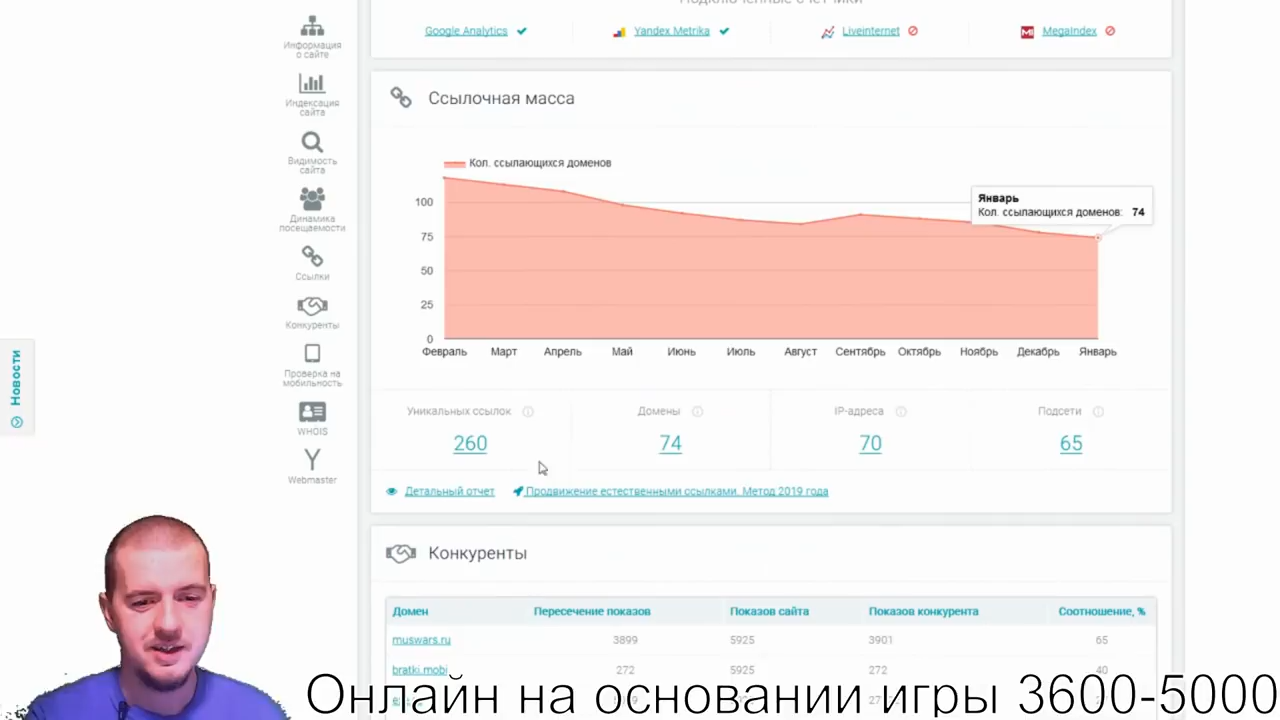 Подключенные счетчики
Google Analytics
Yandex Metrika
Liveinternet
MegaIndex
Информация о сайте
Индексация сайта
Видимость сайта
Динамика посещаемости
Ссылки
Конкуренты
Проверка на мобильность
WHOIS
Webmaster
Новости
Ссылочная масса
Кол. ссылающихся доменов
100
75
50
25
0
Январь
Кол. ссылающихся доменов: 74
Февраль Март Апрель Май Июнь Июль Август Сентябрь Октябрь Ноябрь Декабрь Январь
Уникальных ссылок Домены IP-адреса Подсети
260 74 70 65
Детальный отчет Продвижение естественными ссылками. Метод 2019 года
Конкуренты
Домен Пересечение показов Показов сайта Показов конкурента Соотношение, %
muswars.ru 3899 5925 3901 65
bratki.mobi 272 5925 272 40
Онлайн на основании игры 3600-5000